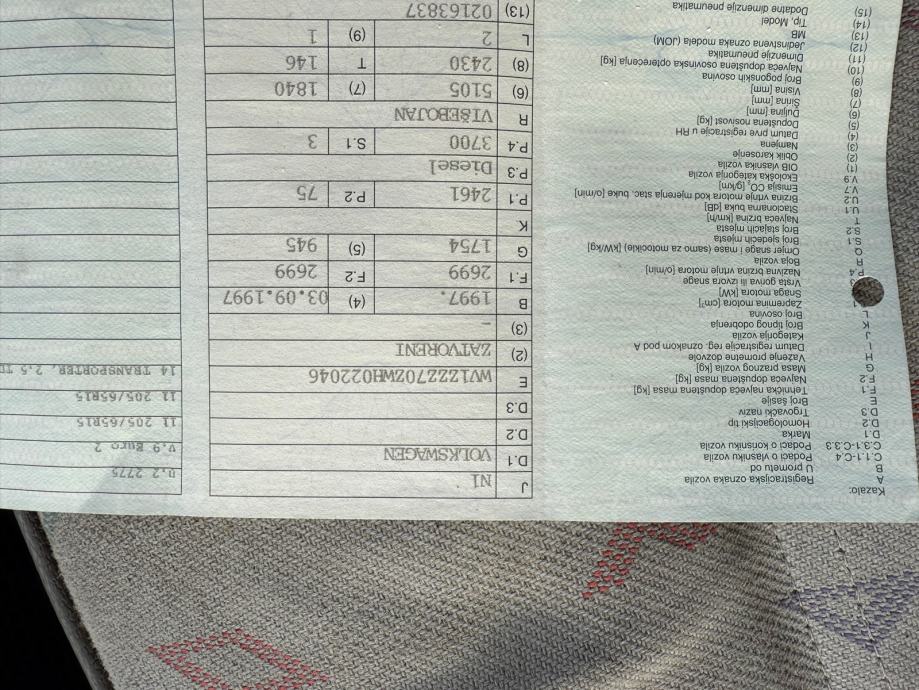 Kazalo:
A Registracijska oznaka vozila
B U prometu od
C.1.1-C.4 Podaci o vlasniku vozila
C.3.1-C.3.3 Podaci o korisniku vozila
D.1 Marka
D.2 Homologacijski tip
D.3 Trgovački naziv
E Broj šasije
F.1 Tehnička najveća dopuštena masa [kg]
F.2 Najveća dopuštena masa [kg]
G Masa praznog vozila [kg]
H Važenje prometne dozvole
I Datum registracije reg. oznakom pod A
J Kategorija vozila
K Broj tipnog odobrenja
L Broj osovina
Zapremina motora [cm³]
Snaga motora [kW]
Vrsta goriva ili izvora snage
P.4 Nazivna brzina vrtnje motora [o/min]
R Boja vozila
Q Omjer snage i mase (samo za motocikle) [kW/kg]
S.1 Broj sjedećih mjesta
S.2 Broj stajaćih mjesta
T Najveća brzina [km/h]
U.1 Stacionarna buka [dB]
U.2 Brzina vrtnje motora kod mjerenja stac. buke [o/min]
V.7 Emisija CO₂ [g/km]
V.9 Ekološka kategorija vozila
(1) OIB vlasnika vozila
(2) Oblik karoserije
(3) Namjena
(4) Datum prve registracije u RH
(5) Dopuštena nosivost [kg]
(6) Duljina [mm]
(7) Širina [mm]
(8) Visina [mm]
(9) Broj pogonskih osovina
(10) Najveća dopuštena osovinska opterećenja [kg]
(11) Dimenzije pneumatika
(12) Jedinstvena oznaka modela (JOM)
(13) MB
(14) Tip, Model
(15) Dodatne dimenzije pneumatika
J N1
D.1 VOLKSWAGEN
D.2
D.3
E WV1ZZZ70ZWH022046
(2) ZATVORENI
(3) –
B 1997. (4) 03.09.1997
F.1 2699 F.2 2699
G 1754 (5) 945
K
P.1 2461 P.2 75
P.3 Diesel
P.4 3700 S.1 3
R VIŠEBOJAN
(6) 5105 (7) 1840
(8) 2430 T 146
L 2 (9) 1
(13) 02163837
U.2 2775
V.9 Euro 2
11 205/65R15
11 205/65R15
14 TRANSPORTER, 2.5 TD